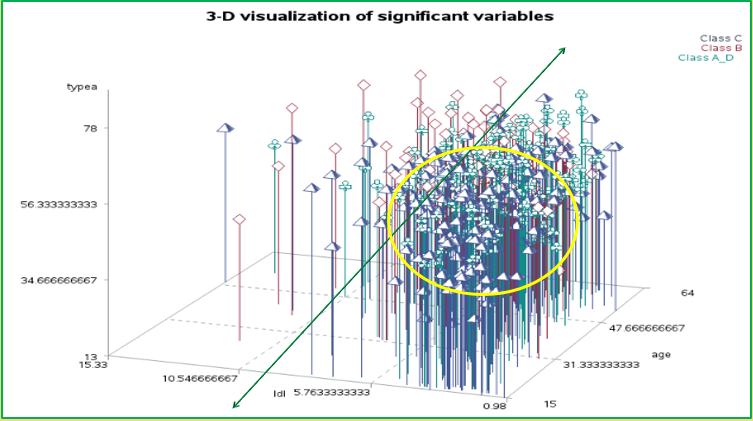 3-D visualization of significant variables
Class C
Class B
Class A_D
typea
78
56 333333333
34 666666667
13
15.33
10.546666667
ldl
5.7633333333
0.98
15
31.333333333
age
47.666666667
64